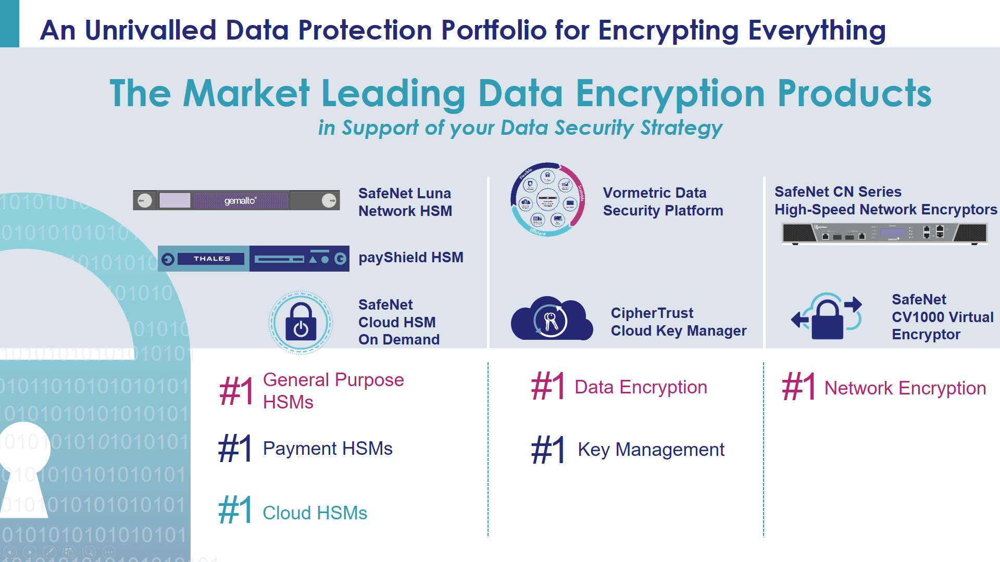 An Unrivalled Data Protection Portfolio for Encrypting Everything
The Market Leading Data Encryption Products
in Support of your Data Security Strategy
gemalto
SafeNet Luna
Network HSM
THALES
payShield HSM
SafeNet
Cloud HSM
On Demand
Flexible
Scalable
Efficient
Vormetric Data
Security Platform
CipherTrust
Cloud Key Manager
SafeNet CN Series
High-Speed Network Encryptors
SafeNet
CV1000 Virtual
Encryptor
#1 General Purpose
HSMs
#1 Payment HSMs
#1 Cloud HSMs
#1 Data Encryption
#1 Key Management
#1 Network Encryption